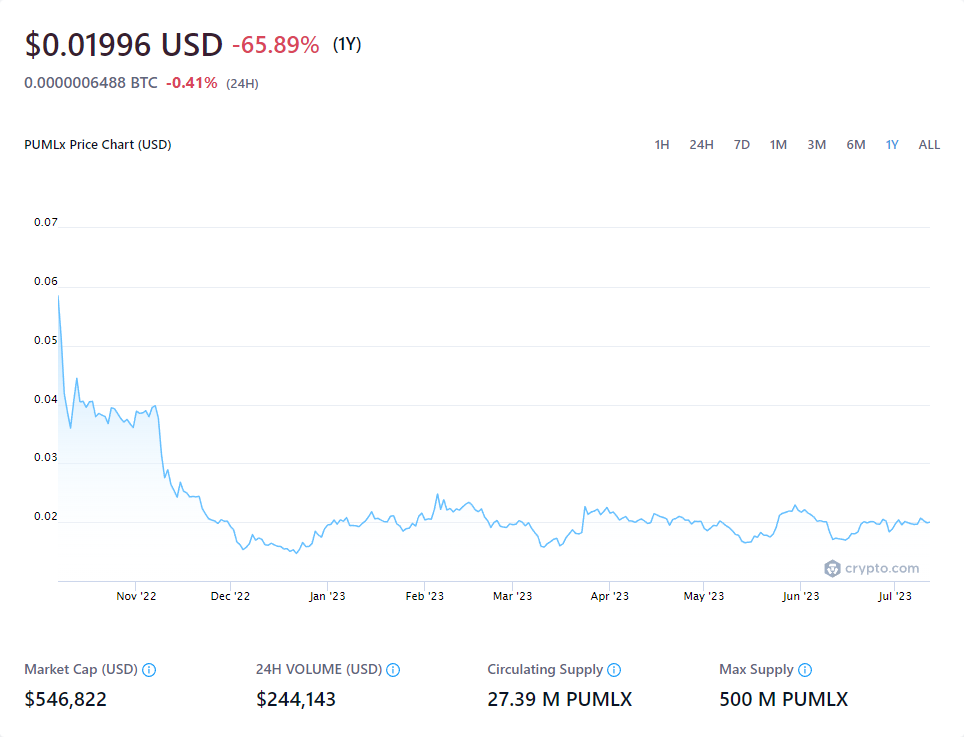 $0.01996 USD -65.89% (1Y)
0.0000006488 BTC -0.41% (24H)
PUMLx Price Chart (USD) 1H 24H 7D 1M 3M 6M 1Y ALL
0.07
0.06
0.05
0.04
0.03
0.02
crypto.com
Nov '22 Dec '22 Jan '23 Feb '23 Mar '23 Apr '23 May '23 Jun '23 Jul '23
Market Cap (USD) 24H VOLUME (USD) Circulating Supply Max Supply
$546,822 $244,143 27.39 M PUMLX 500 M PUMLX